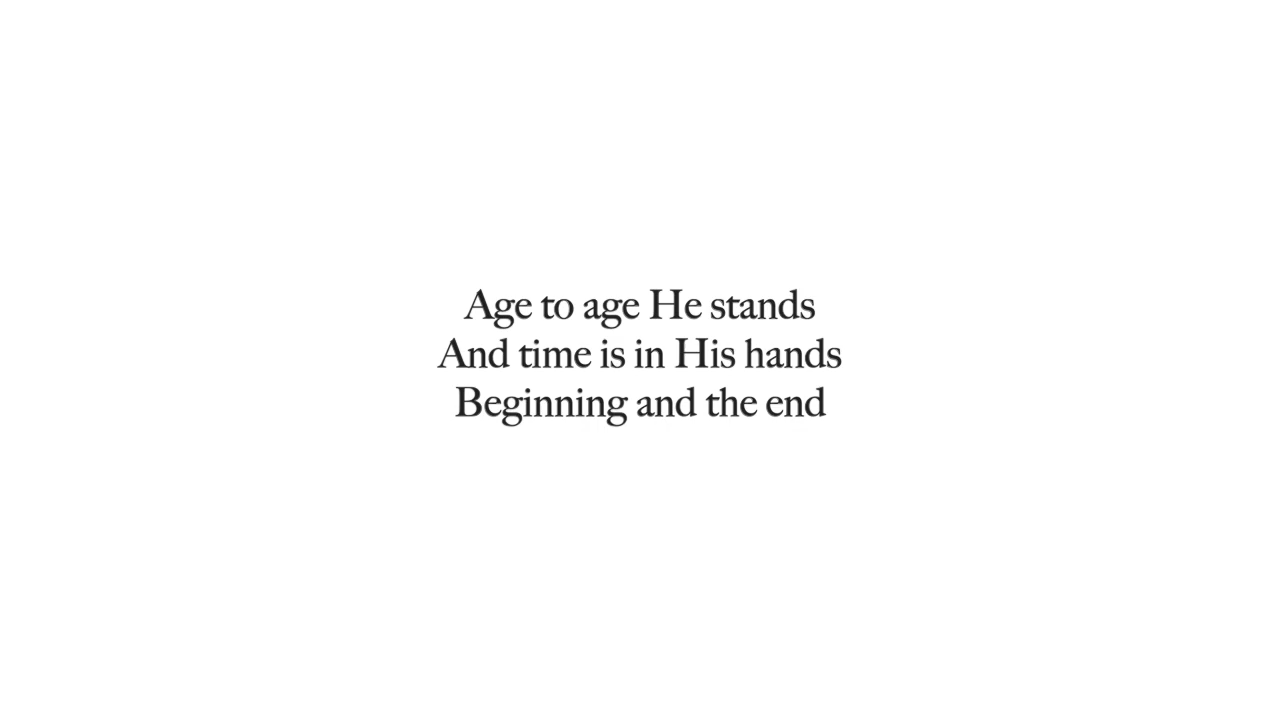 Age to age He stands
And time is in His hands
Beginning and the end